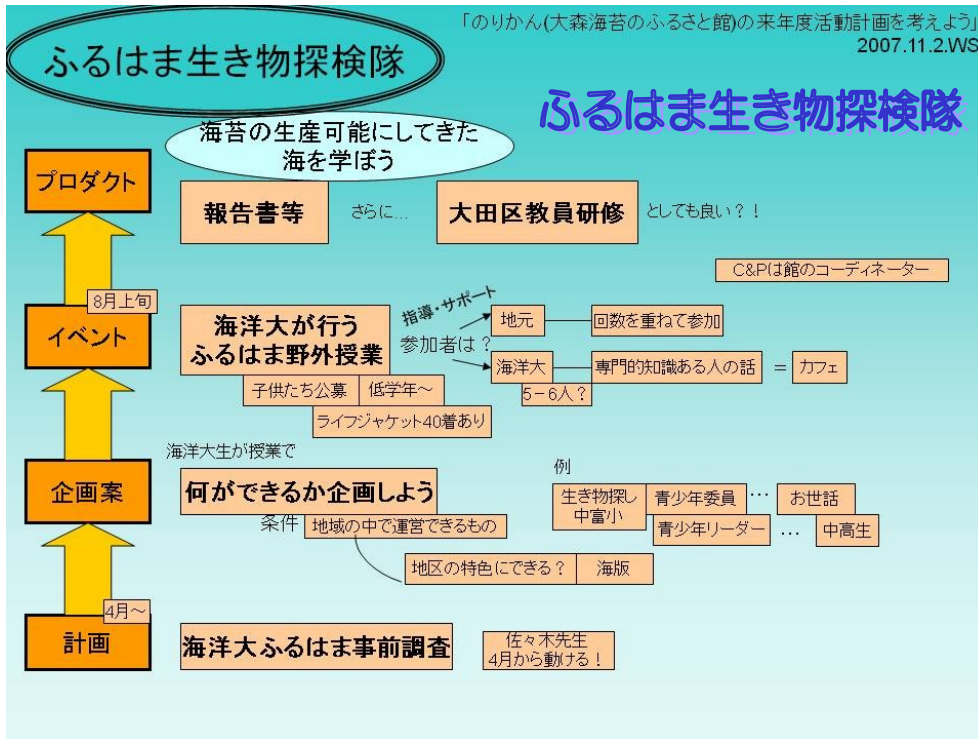 「のりかん(大森海苔のふるさと館)の来年度活動計画を考えよう」
2007.11.2.WS
ふるはま生き物探検隊
ふるはま生き物探検隊
海苔の生産可能にしてきた
海を学ぼう
プロダクト
報告書等
さらに…
大田区教員研修
としても良い？！
C&Pは館のコーディネーター
8月上旬
イベント
海洋大が行う
ふるはま野外授業
指導・サポート
参加者は？
地元
回数を重ねて参加
海洋大
専門的知識ある人の話
=
カフェ
5－6人？
子供たち公募
低学年～
ライフジャケット40着あり
海洋大生が授業で
企画案
何ができるか企画しよう
条件
地域の中で運営できるもの
地区の特色にできる？
海版
例
生き物探し
中富小
青少年委員
…
お世話
青少年リーダー
…
中高生
4月～
計画
海洋大ふるはま事前調査
佐々木先生
4月から動ける！